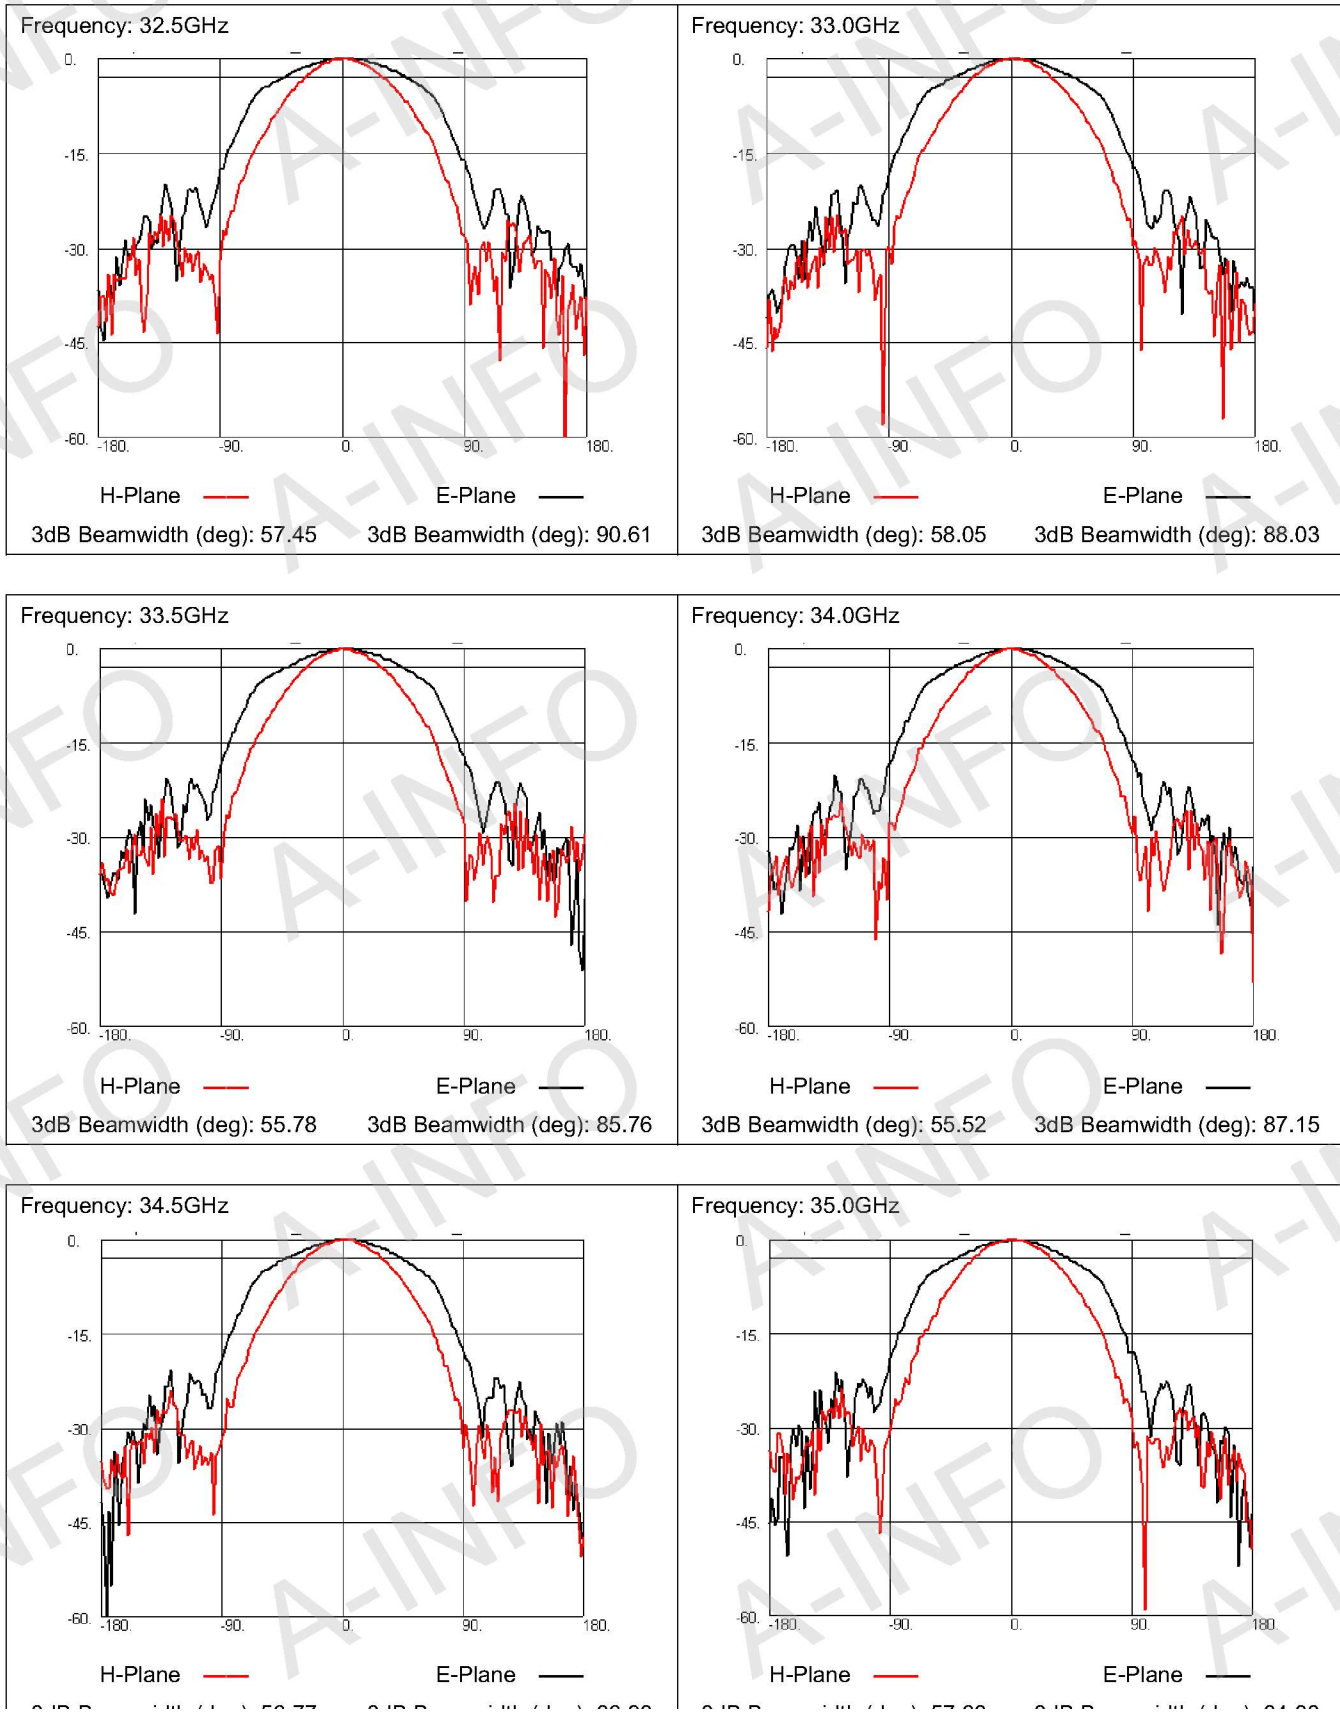 Frequency: 32.5GHz
0.
-15.
-30.
-45.
-60.
-180. -90. 0. 90. 180.
H-Plane E-Plane
3dB Beamwidth (deg): 57.45 3dB Beamwidth (deg): 90.61
Frequency: 33.0GHz
0.
-15.
-30.
-45.
-60.
-180. -90. 0. 90. 180.
H-Plane E-Plane
3dB Beamwidth (deg): 58.05 3dB Beamwidth (deg): 88.03
Frequency: 33.5GHz
0.
-15.
-30.
-45.
-60.
-180. -90. 0. 90. 180.
H-Plane E-Plane
3dB Beamwidth (deg): 55.78 3dB Beamwidth (deg): 85.76
Frequency: 34.0GHz
0.
-15.
-30.
-45.
-60.
-180. -90. 0. 90. 180.
H-Plane E-Plane
3dB Beamwidth (deg): 55.52 3dB Beamwidth (deg): 87.15
Frequency: 34.5GHz
0.
-15.
-30.
-45.
-60.
-180. -90. 0. 90. 180.
H-Plane E-Plane
Frequency: 35.0GHz
0.
-15.
-30.
-45.
-60.
-180. -90. 0. 90. 180.
H-Plane E-Plane
A-INFO